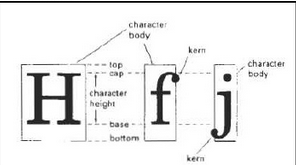 character
body
kern
character
body
top
cap
character
height
base
bottom
kern
H
f
j